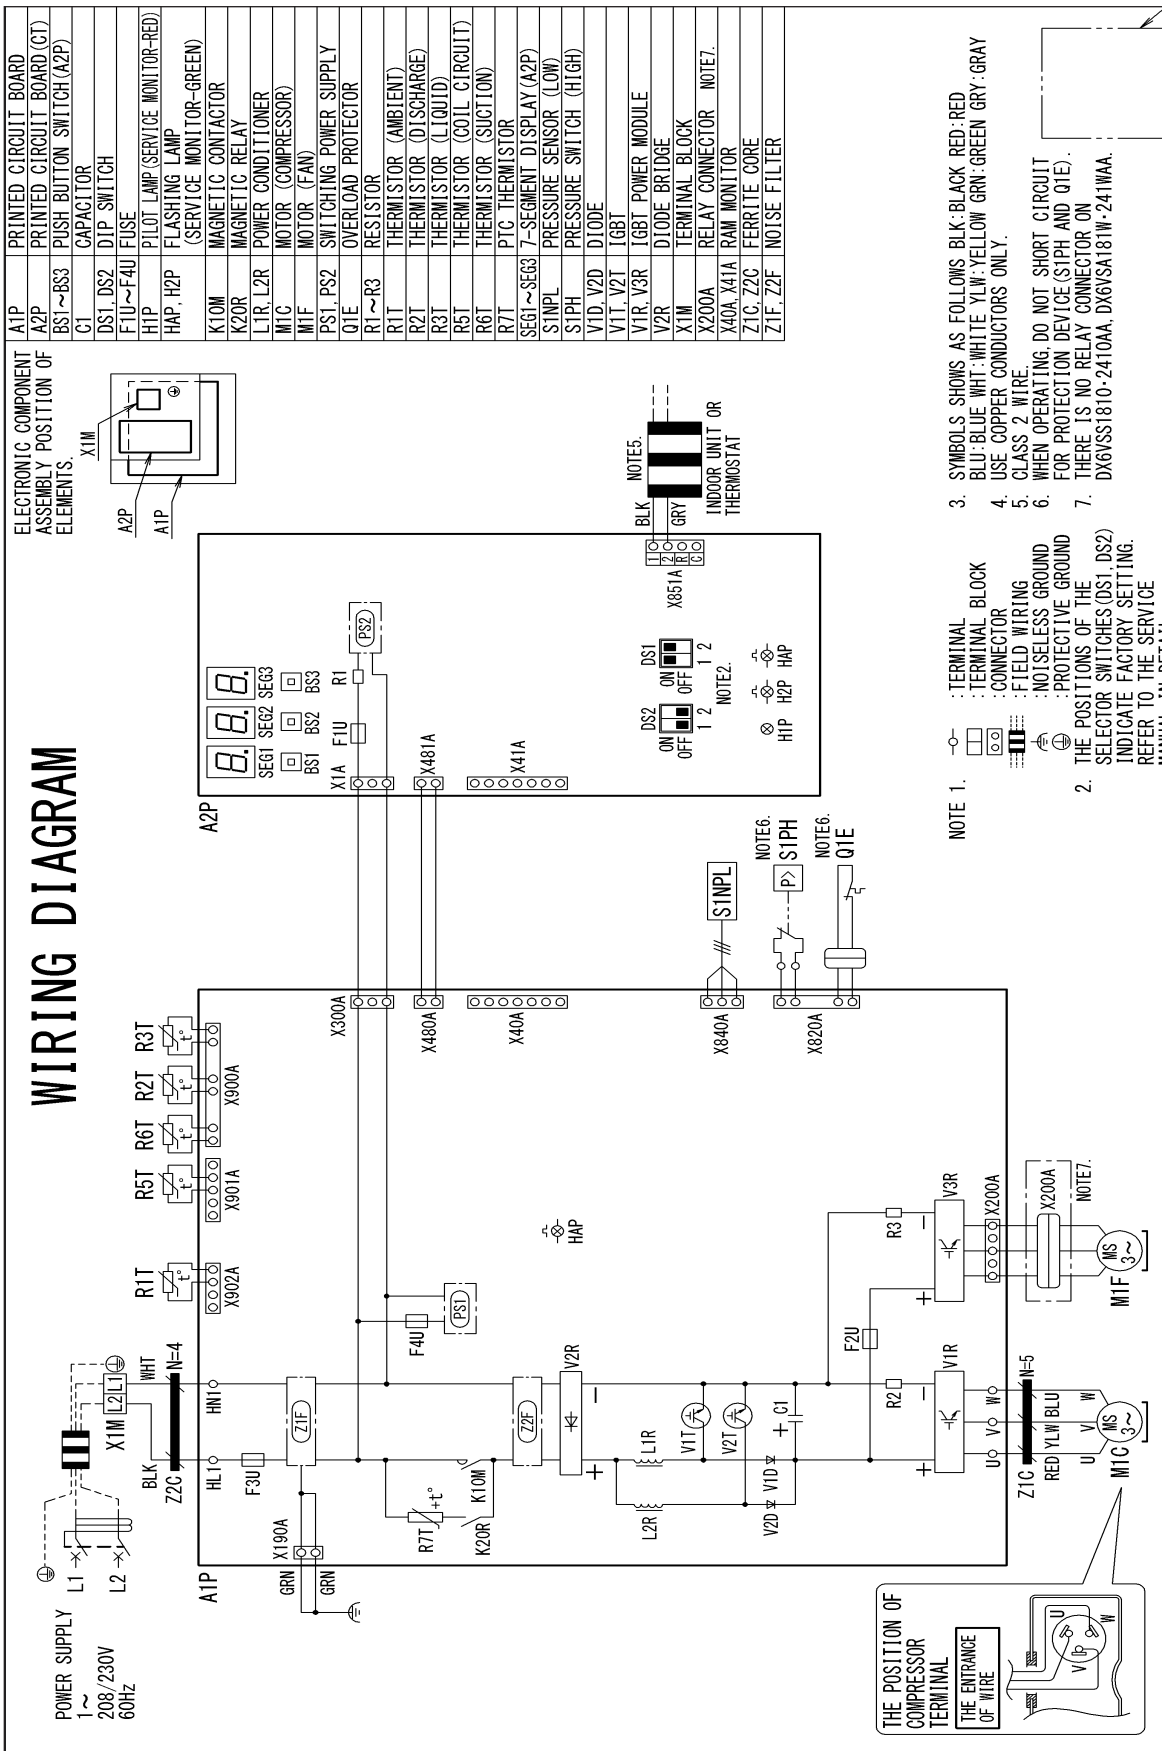 WIRING DIAGRAM
POWER SUPPLY
1~
208/230V
60Hz
L1
L2
X1M
L2 L1
BLK
WHT
Z2C
N=4
HL1
HN1
A1P
F3U
Z1F
X190A
GRN
GRN
R7T
+t°
K20R
K10M
F4U
PS1
Z2F
V2R
+
−
L2R
L1R
V1T
V2T
V2D
V1D
+
C1
F2U
R2
R3
+
−
V1R
+
−
V3R
U
V
W
Z1C
N=5
RED YLW BLU
U
V
W
MS
3~
M1C
X200A
X200A
NOTE7.
MS
3~
M1F
R1T
t°
X902A
R5T
t°
X901A
R6T
t°
R2T
t°
R3T
t°
X900A
HAP
X300A
X480A
X40A
X840A
S1NPL
X820A
NOTE6.
S1PH
P>
NOTE6.
Q1E
A2P
SEG1
SEG2
SEG3
BS1
BS2
BS3
X1A
F1U
R1
PS2
X481A
X41A
DS2
ON
OFF
1 2
DS1
ON
OFF
1 2
NOTE2.
H1P
H2P
HAP
X851A
1
2
R
C
BLK
GRY
NOTE5.
INDOOR UNIT OR
THERMOSTAT
THE POSITION OF
COMPRESSOR
TERMINAL
THE ENTRANCE
OF WIRE
U
V
W
ELECTRONIC COMPONENT
ASSEMBLY POSITION OF
ELEMENTS.
X1M
A2P
A1P
A1P PRINTED CIRCUIT BOARD
A2P PRINTED CIRCUIT BOARD(CT)
BS1~BS3 PUSH BUTTON SWITCH(A2P)
C1 CAPACITOR
DS1, DS2 DIP SWITCH
F1U~F4U FUSE
H1P PILOT LAMP(SERVICE MONITOR-RED)
HAP, H2P FLASHING LAMP
(SERVICE MONITOR-GREEN)
K10M MAGNETIC CONTACTOR
K20R MAGNETIC RELAY
L1R, L2R POWER CONDITIONER
M1C MOTOR (COMPRESSOR)
M1F MOTOR (FAN)
PS1, PS2 SWITCHING POWER SUPPLY
Q1E OVERLOAD PROTECTOR
R1~R3 RESISTOR
R1T THERMISTOR (AMBIENT)
R2T THERMISTOR (DISCHARGE)
R3T THERMISTOR (LIQUID)
R5T THERMISTOR (COIL CIRCUIT)
R6T THERMISTOR (SUCTION)
R7T PTC THERMISTOR
SEG1~SEG3 7-SEGMENT DISPLAY(A2P)
S1NPL PRESSURE SENSOR (LOW)
S1PH PRESSURE SWITCH (HIGH)
V1D, V2D DIODE
V1T, V2T IGBT
V1R, V3R IGBT POWER MODULE
V2R DIODE BRIDGE
X1M TERMINAL BLOCK
X200A RELAY CONNECTOR NOTE7.
X40A, X41A RAM MONITOR
Z1C, Z2C FERRITE CORE
Z1F, Z2F NOISE FILTER
NOTE 1.
:TERMINAL
:TERMINAL BLOCK
:CONNECTOR
:FIELD WIRING
:NOISELESS GROUND
:PROTECTIVE GROUND
2. THE POSITIONS OF THE
SELECTOR SWITCHES(DS1, DS2)
INDICATE FACTORY SETTING.
REFER TO THE SERVICE
3. SYMBOLS SHOWS AS FOLLOWS BLK:BLACK RED:RED
BLU:BLUE WHT:WHITE YLW:YELLOW GRN:GREEN GRY:GRAY
4. USE COPPER CONDUCTORS ONLY.
5. CLASS 2 WIRE.
6. WHEN OPERATING, DO NOT SHORT CIRCUIT
FOR PROTECTION DEVICE(S1PH AND Q1E).
7. THERE IS NO RELAY CONNECTOR ON
DX6VSS1810・2410AA, DX6VSA181W・241WAA.